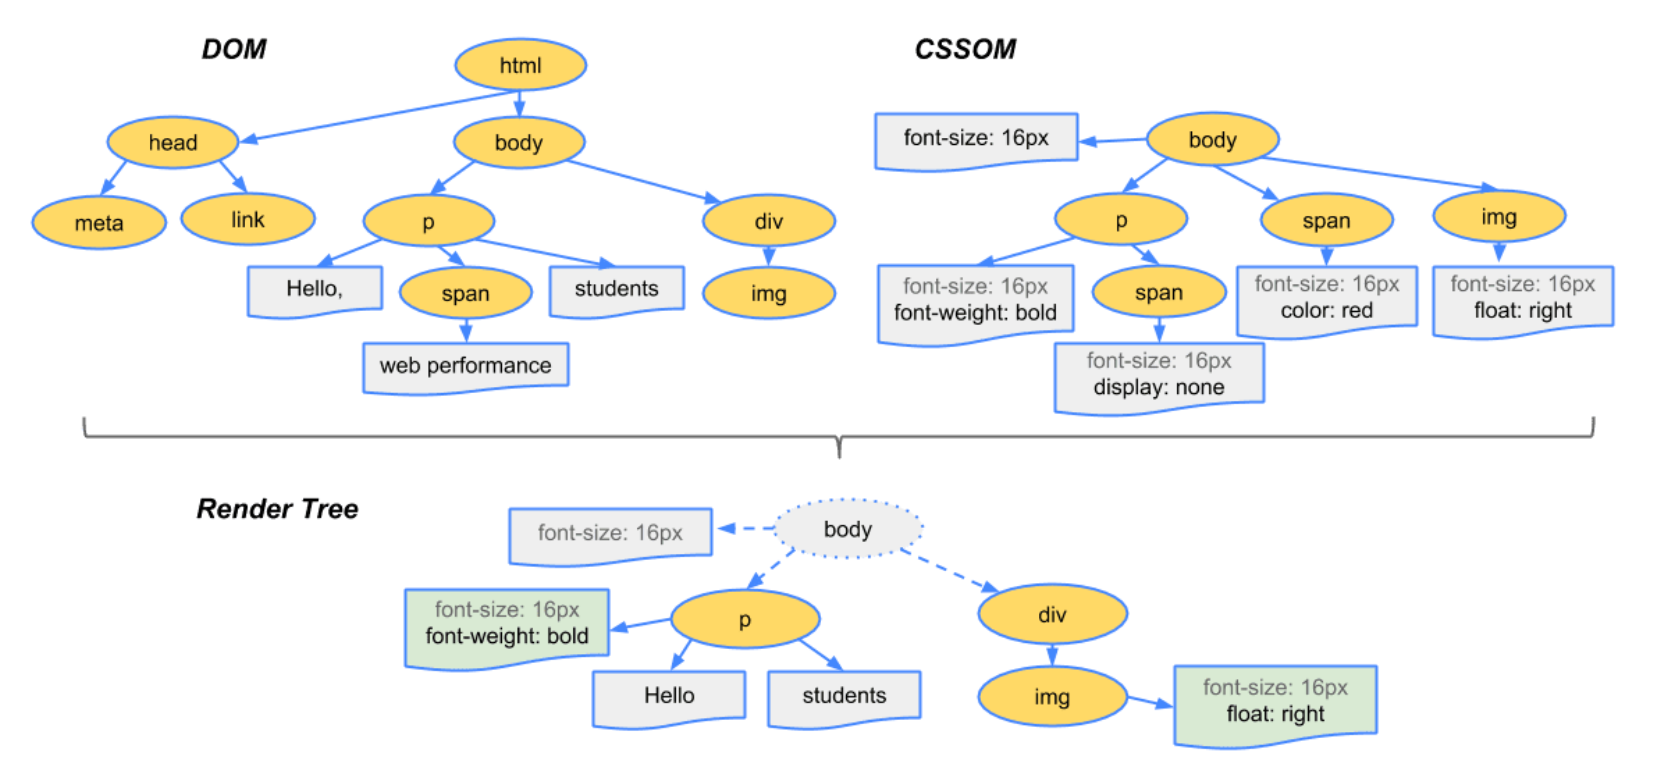 DOM
html
head
body
meta
link
p
div
Hello,
span
students
img
web performance
CSSOM
font-size: 16px
body
p
span
img
font-size: 16px
font-weight: bold
span
font-size: 16px
color: red
font-size: 16px
float: right
font-size: 16px
display: none
Render Tree
font-size: 16px
body
font-size: 16px
font-weight: bold
p
div
Hello
students
img
font-size: 16px
float: right